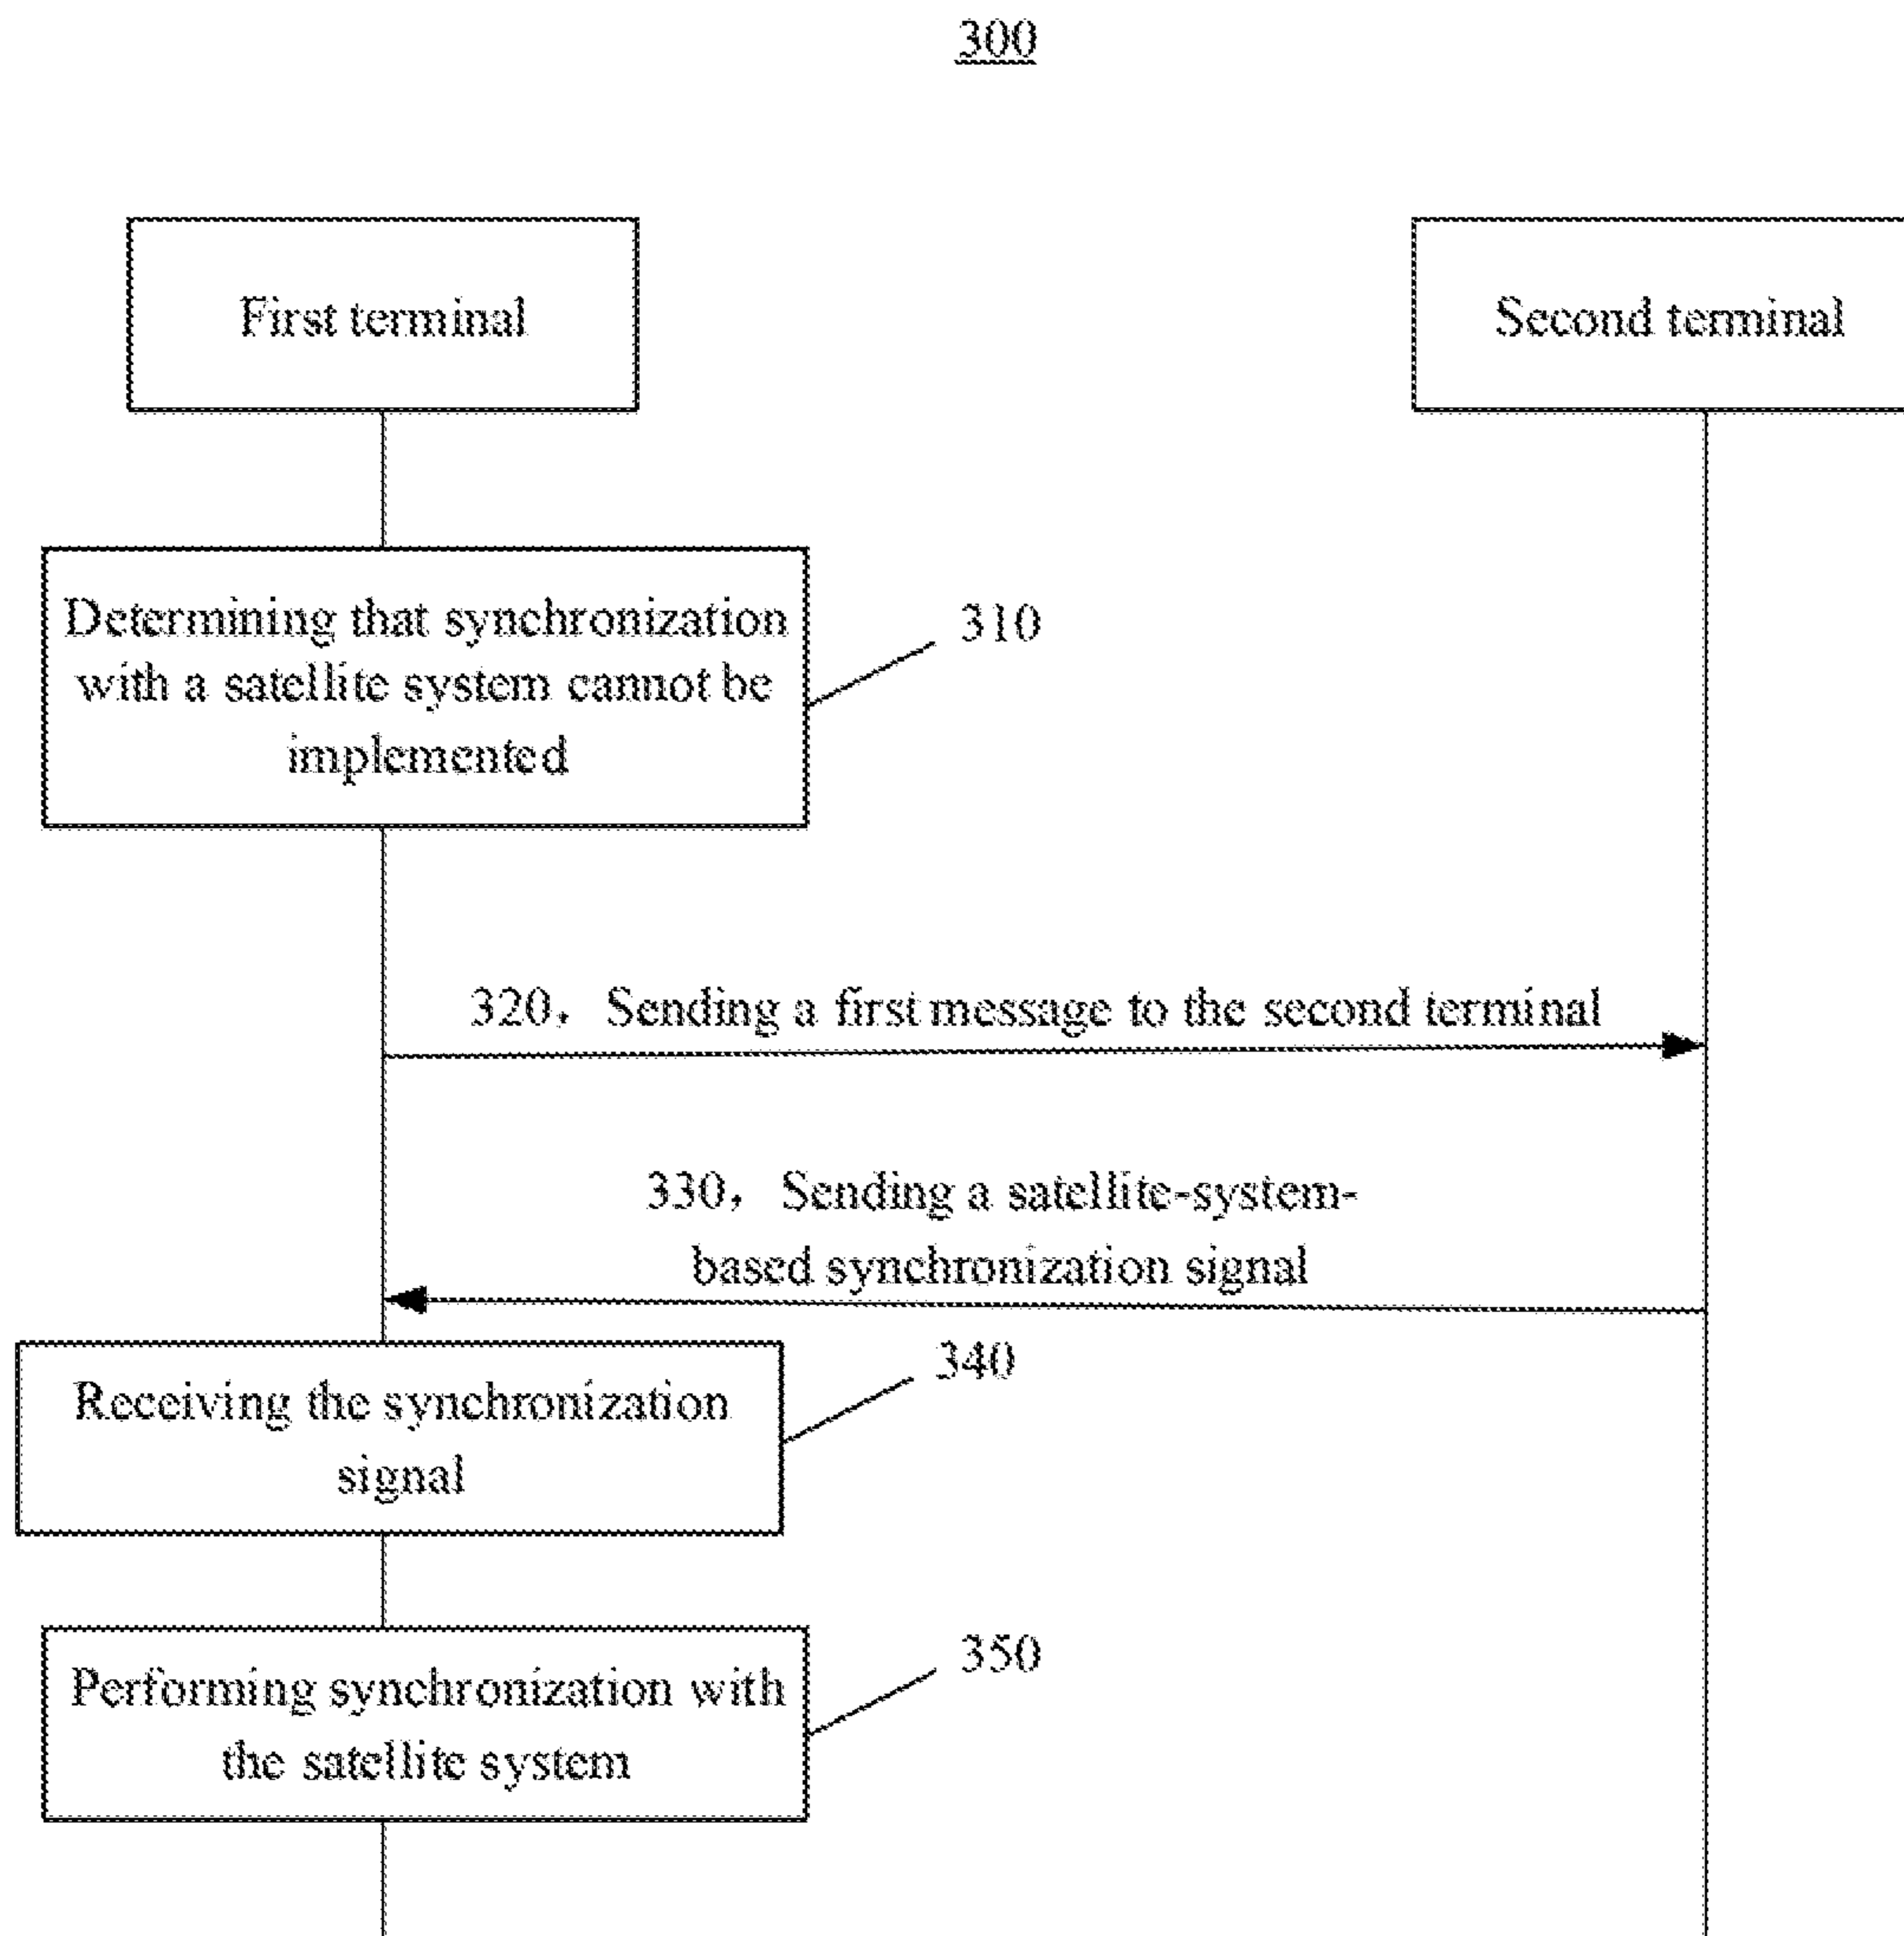 300
First terminal
Second terminal
Determining that synchronization
with a satellite system cannot be
implemented
310
320, Sending a first message to the second terminal
330, Sending a satellite-system-
based synchronization signal
340
Receiving the synchronization
signal
350
Performing synchronization with
the satellite system